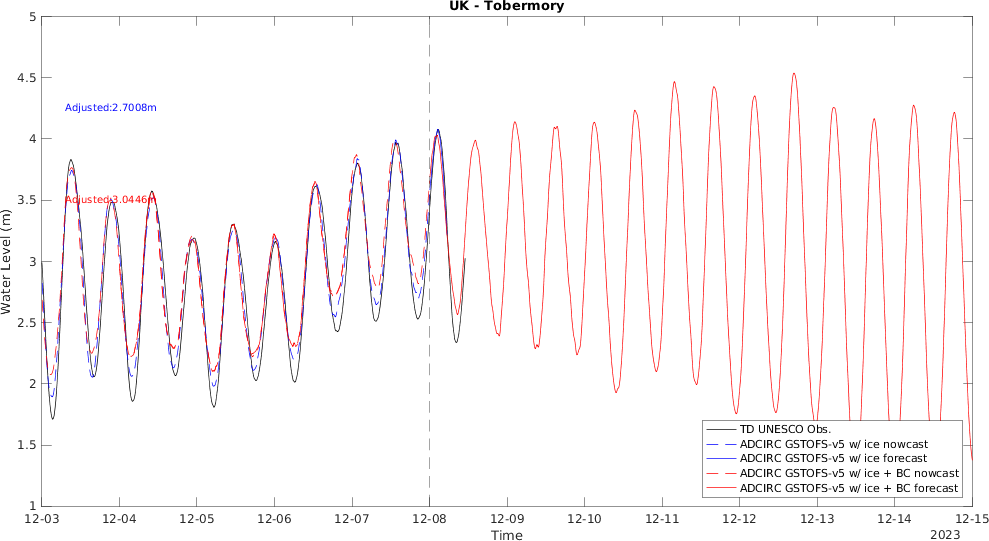 UK - Tobermory
5
4.5
4
3.5
3
2.5
2
1.5
1
Water Level (m)
Adjusted:2.7008m
Adjusted:3.0446m
TD UNESCO Obs.
ADCIRC GSTOFS-v5 w/ ice nowcast
ADCIRC GSTOFS-v5 w/ ice forecast
ADCIRC GSTOFS-v5 w/ ice + BC nowcast
ADCIRC GSTOFS-v5 w/ ice + BC forecast
12-03 12-04 12-05 12-06 12-07 12-08 12-09 12-10 12-11 12-12 12-13 12-14 12-15
Time
2023